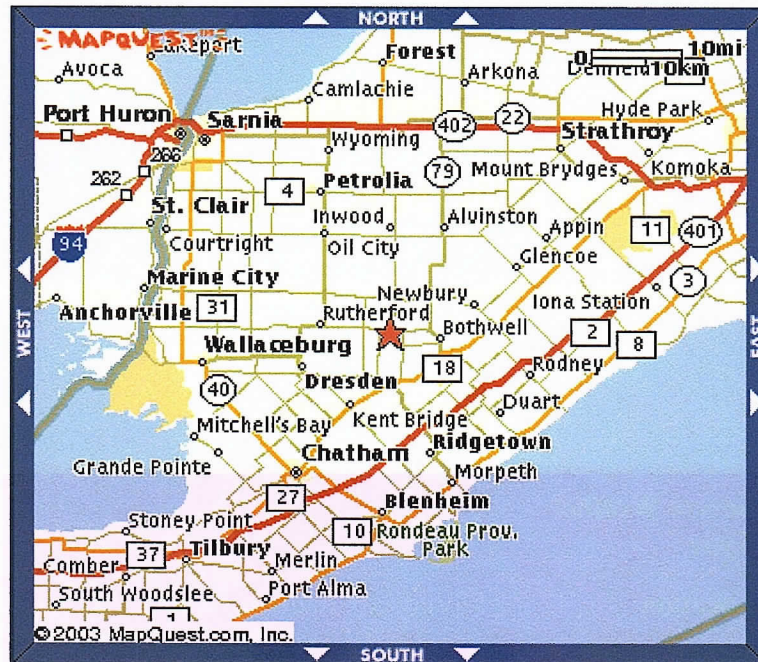 NORTH
MAPQUEST
Lakeport
Forest
0 10mi
10km
Avoca
Arkona
Denfield
Camlachie
Port Huron
Sarnia
Hyde Park
22
402
Wyoming
Strathroy
266
79
Mount Brydges
Komoka
262
4
Petrolia
St. Clair
Inwood
Alvinston
Appin
11
401
94
Courtright
Oil City
Glencoe
3
Marine City
Newbury
Iona Station
Anchorville
31
Rutherford
Bothwell
2
8
WEST
EAST
Wallaceburg
18
Rodney
40
Dresden
Duart
Kent Bridge
Mitchell's Bay
Ridgetown
Chatham
Grande Pointe
Morpeth
27
Blenheim
Stoney Point
10
Rondeau Prov.
Park
37
Tilbury
Comber
Merlin
South Woodslee
Port Alma
1
©2003 MapQuest.com, Inc.
SOUTH